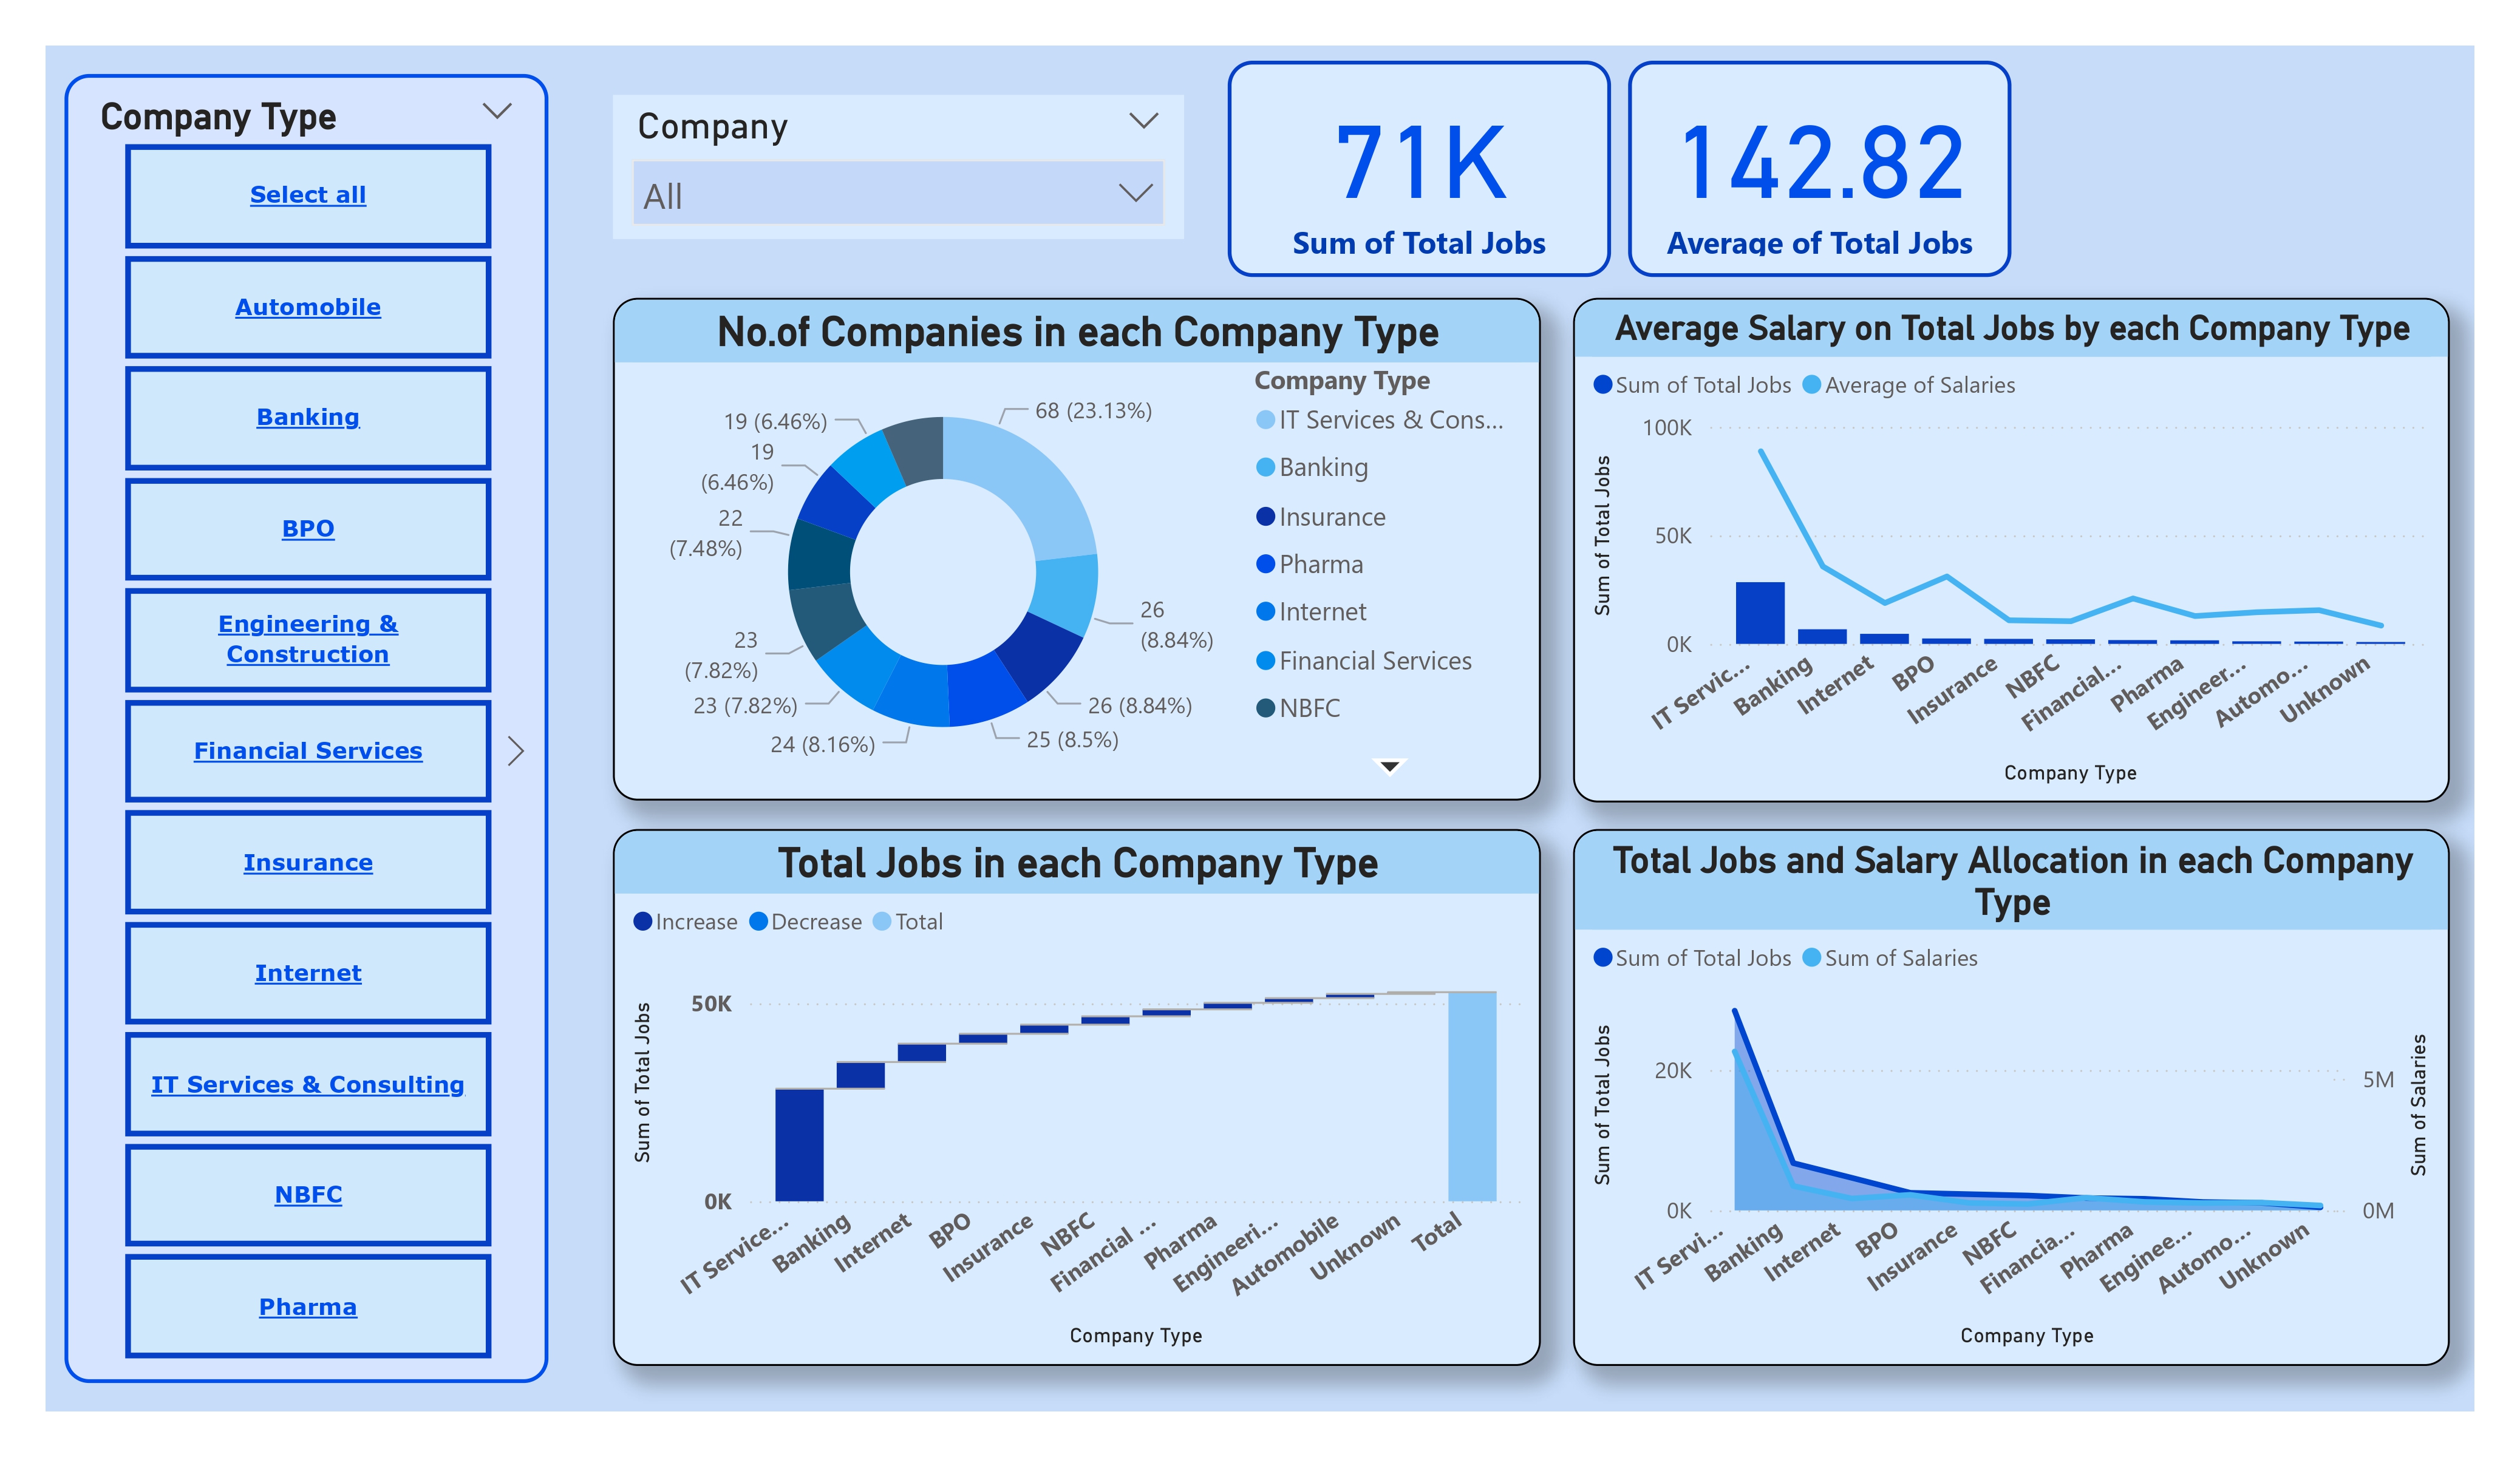 Company Type
Select all
Automobile
Banking
BPO
Engineering &
Construction
Financial Services
Insurance
Internet
IT Services & Consulting
NBFC
Pharma
Company
All
71K
Sum of Total Jobs
142.82
Average of Total Jobs
No.of Companies in each Company Type
68 (23.13%)
26
(8.84%)
26 (8.84%)
25 (8.5%)
24 (8.16%)
23 (7.82%)
23
(7.82%)
22
(7.48%)
19
(6.46%)
19 (6.46%)
Company Type
IT Services & Cons...
Banking
Insurance
Pharma
Internet
Financial Services
NBFC
Average Salary on Total Jobs by each Company Type
Sum of Total Jobs Average of Salaries
Sum of Total Jobs
100K
50K
0K
IT Servic...
Banking
Internet
BPO
Insurance
NBFC
Financial...
Pharma
Engineer...
Automo...
Unknown
Company Type
Total Jobs in each Company Type
Increase Decrease Total
Sum of Total Jobs
50K
0K
IT Service...
Banking
Internet
BPO
Insurance
NBFC
Financial ...
Pharma
Engineeri...
Automobile
Unknown
Total
Company Type
Total Jobs and Salary Allocation in each Company
Type
Sum of Total Jobs Sum of Salaries
Sum of Total Jobs
20K
0K
5M
0M
Sum of Salaries
IT Servi...
Banking
Internet
BPO
Insurance
NBFC
Financia...
Pharma
Enginee...
Automo...
Unknown
Company Type